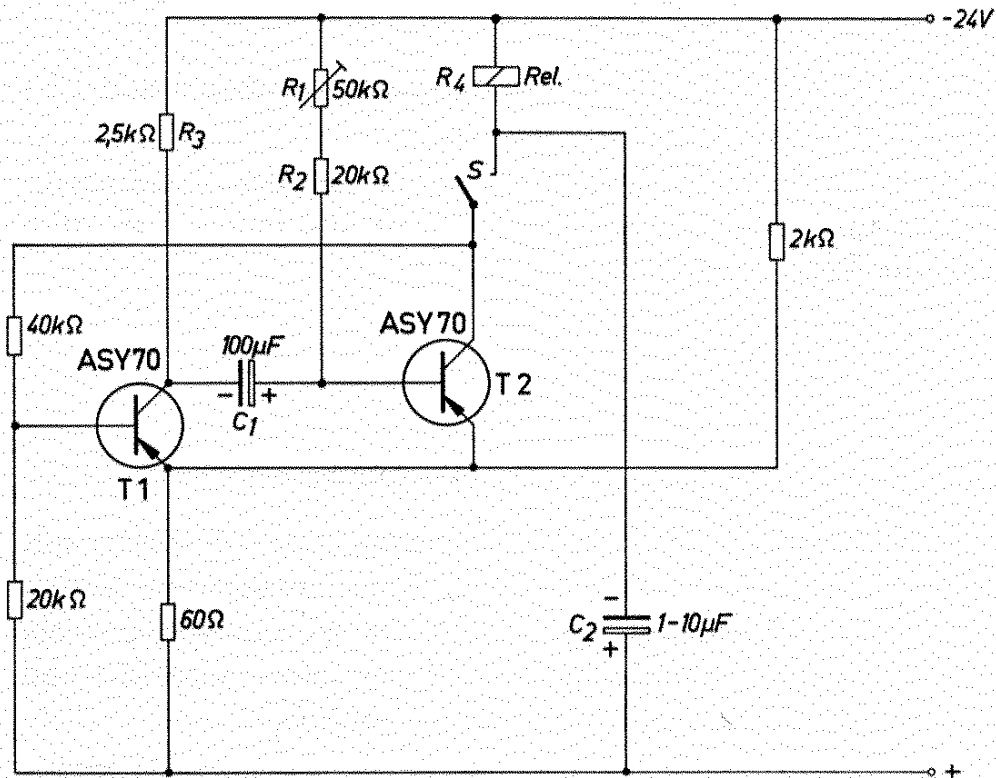 -24V
R4 Rel.
R1 50kΩ
2,5kΩ R3
R2 20kΩ
S
2kΩ
40kΩ
ASY70
ASY70
100µF
- +
C1
T2
T1
20kΩ
60Ω
-
C2 1-10µF
+
+